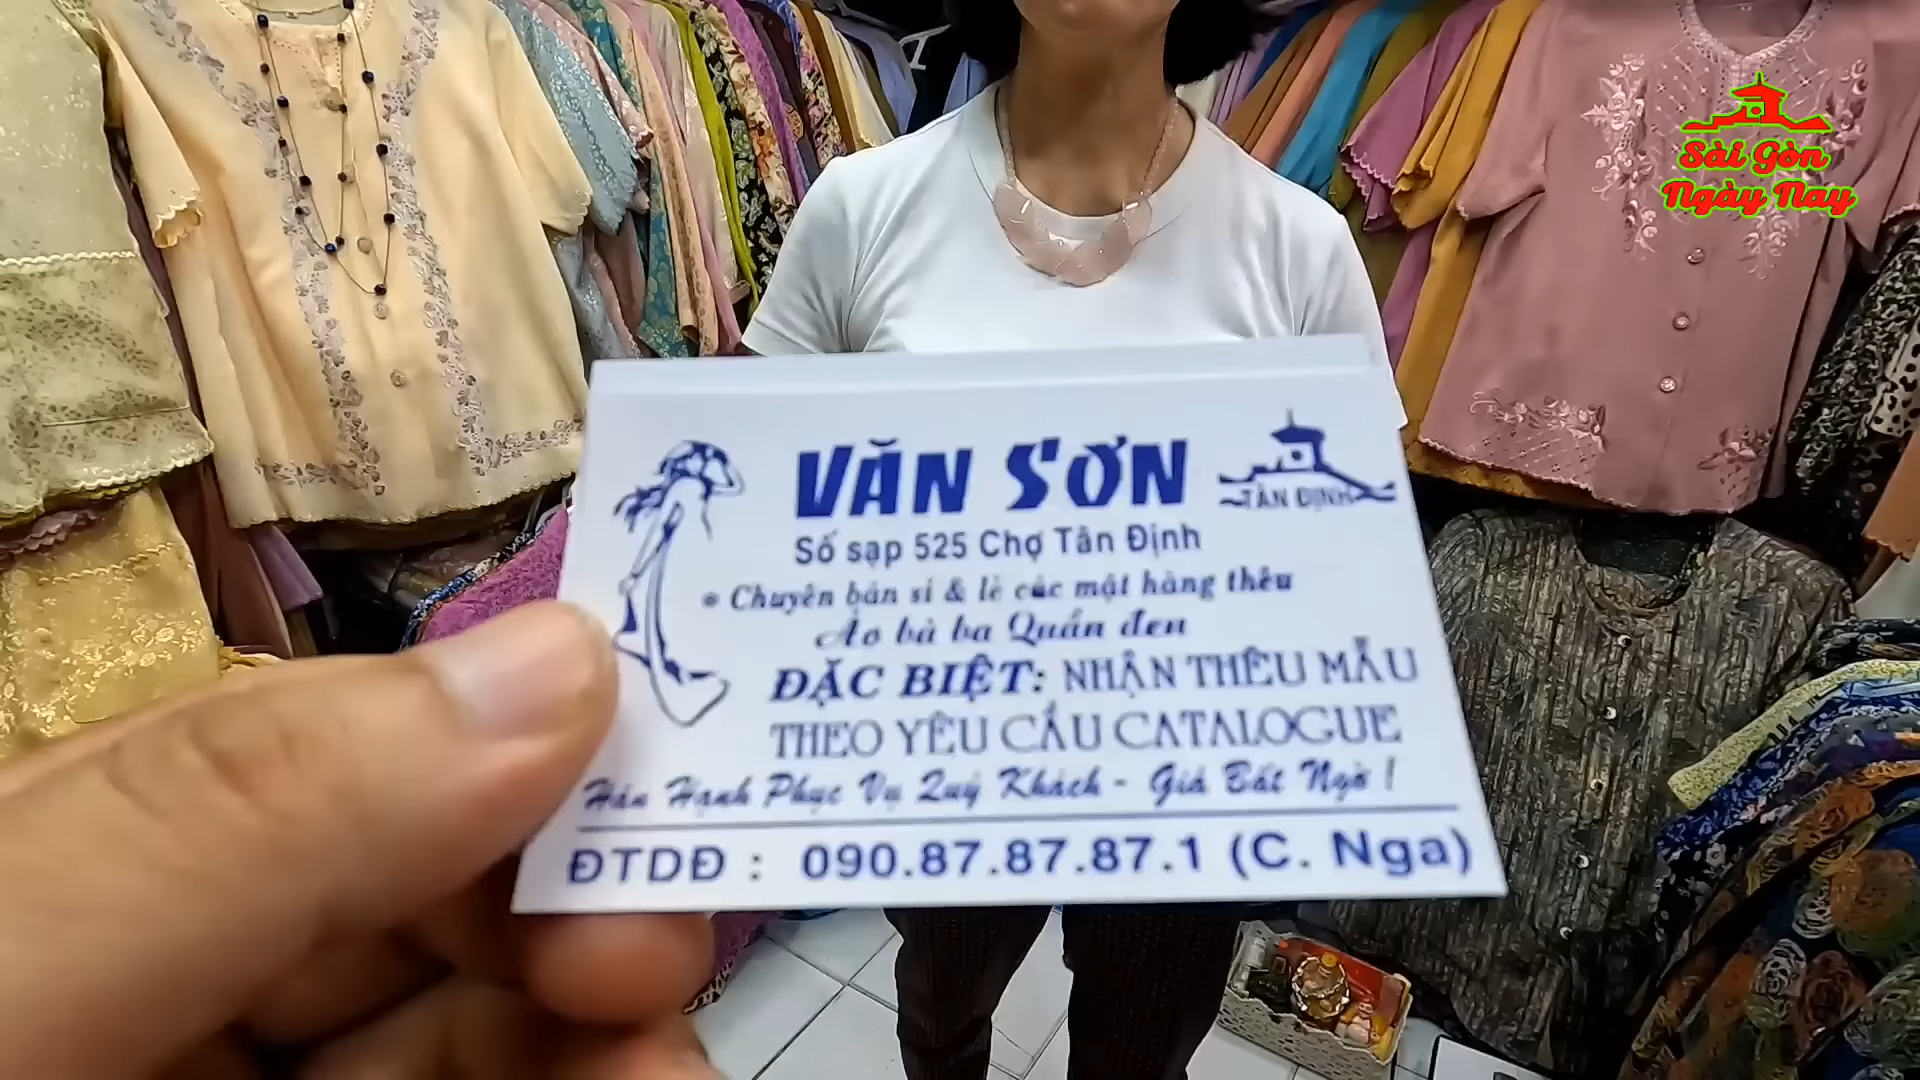 Sài Gòn
Ngày Nay
VĂN SƠN
TÂN ĐỊNH
Số sạp 525 Chợ Tân Định
* Chuyên bán sỉ & lẻ các mặt hàng thêu
Áo bà ba Quần đen
ĐẶC BIỆT: NHẬN THÊU MẪU
THEO YÊU CẦU CATALOGUE
Hân Hạnh Phục Vụ Quý Khách - Giá Bất Ngờ !
ĐTDĐ : 090.87.87.87.1 (C. Nga)